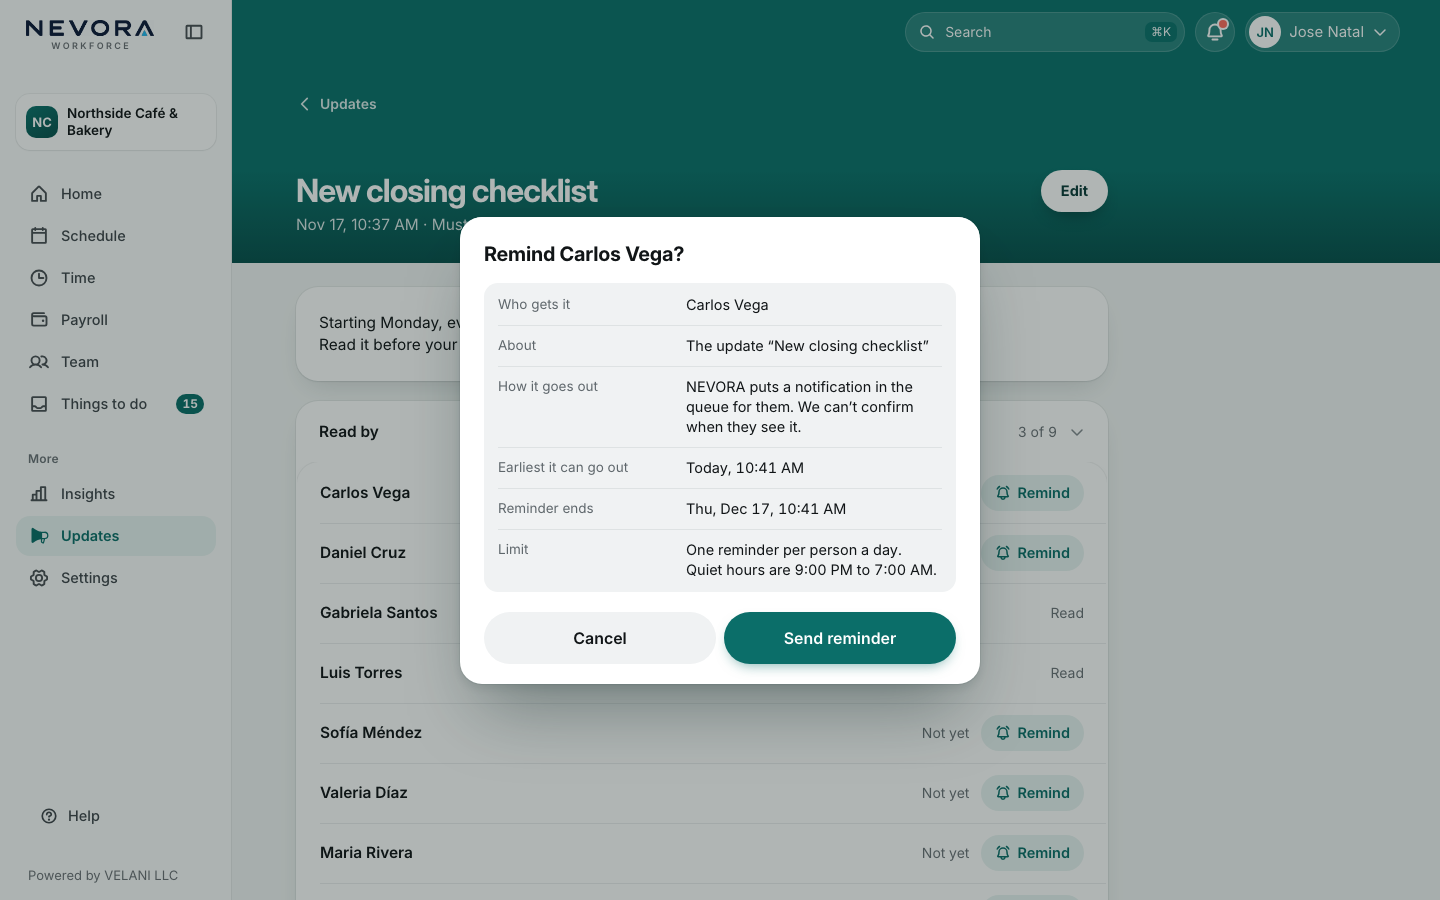 NEVORA
WORKFORCE
Search
⌘K
JN
Jose Natal
NC
Northside Café &
Bakery
Home
Schedule
Time
Payroll
Team
Things to do
15
More
Insights
Updates
Settings
Help
Powered by VELANI LLC
Updates
New closing checklist
Edit
Nov 17, 10:37 AM · Must
Starting Monday, ev
Read it before your
Read by
3 of 9
Carlos Vega
Remind
Daniel Cruz
Remind
Gabriela Santos
Read
Luis Torres
Read
Sofía Méndez
Not yet
Remind
Valeria Díaz
Not yet
Remind
Maria Rivera
Not yet
Remind
Remind Carlos Vega?
Who gets it
Carlos Vega
About
The update “New closing checklist”
How it goes out
NEVORA puts a notification in the
queue for them. We can’t confirm
when they see it.
Earliest it can go out
Today, 10:41 AM
Reminder ends
Thu, Dec 17, 10:41 AM
Limit
One reminder per person a day.
Quiet hours are 9:00 PM to 7:00 AM.
Cancel
Send reminder